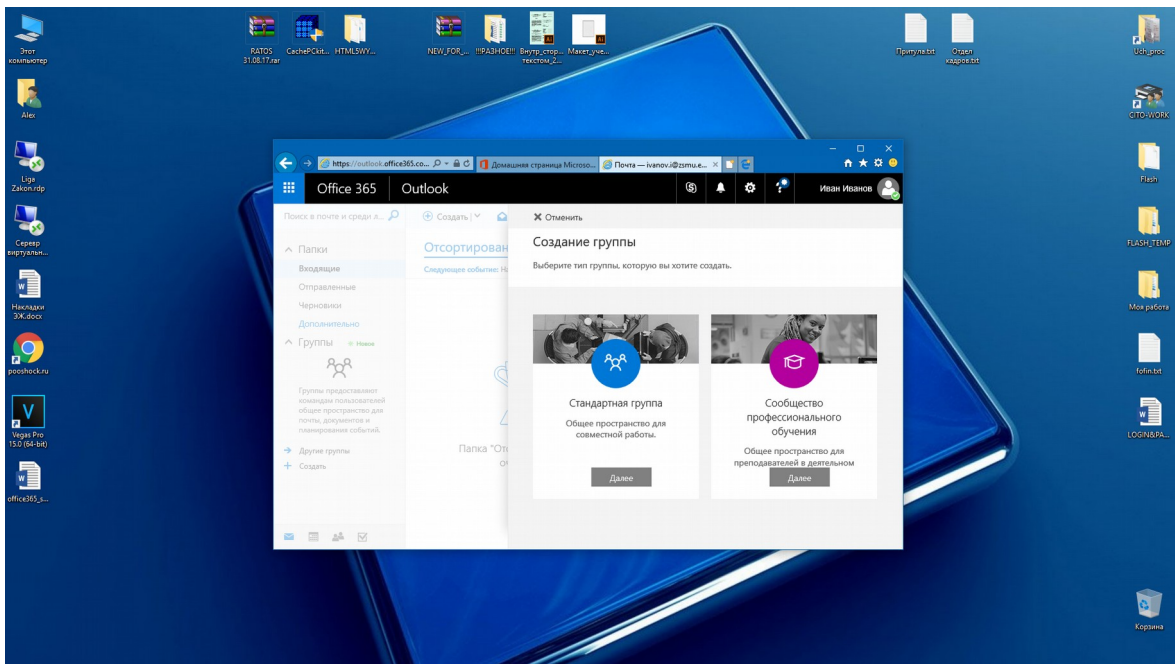 Этот
компьютер
RATOS
31.08.17.rar
CachePCkit...
HTML5WY...
NEW_FOR_...
!!!РАЗНОЕ!!!
Внутр_стор...
текстом_2...
Макет_уче...
Притула.txt
Отдел
кадров.txt
Uch_proc
Alex
CITO-WORK
Liga
Zakon.rdp
Flash
Сервер
виртуальн...
FLASH_TEMP
Накладки
ЭЖ.docx
Моя работа
pooshock.ru
fofin.txt
Vegas Pro
15.0 (64-bit)
LOGIN&PA...
office365_s...
Корзина
https://outlook.office365.co...
Домашняя страница Microso...
Почта — ivanov.i@zsmu.e...
Office 365
Outlook
Иван Иванов
Поиск в почте и среди л...
Создать
Отменить
Папки
Входящие
Отправленные
Черновики
Дополнительно
Группы
Новое
Группы предоставляют
командам пользователей
общее пространство для
почты, документов и
планирования событий.
Другие группы
Создать
Отсортирован
Следующее событие: На
Папка "Отс
оч
Создание группы
Выберите тип группы, которую вы хотите создать.
Стандартная группа
Общее пространство для
совместной работы.
Далее
Сообщество
профессионального
обучения
Общее пространство для
преподавателей в деятельном
Далее